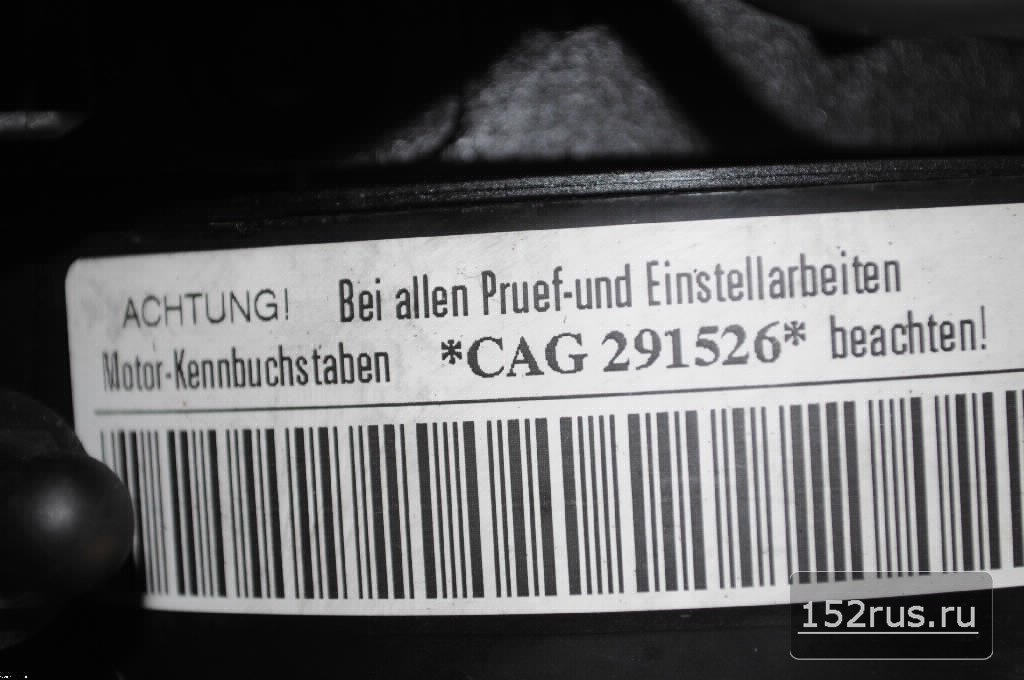 ACHTUNG! Bei allen Pruef-und Einstellarbeiten
Motor-Kennbuchstaben *CAG 291526* beachten!
152rus.ru